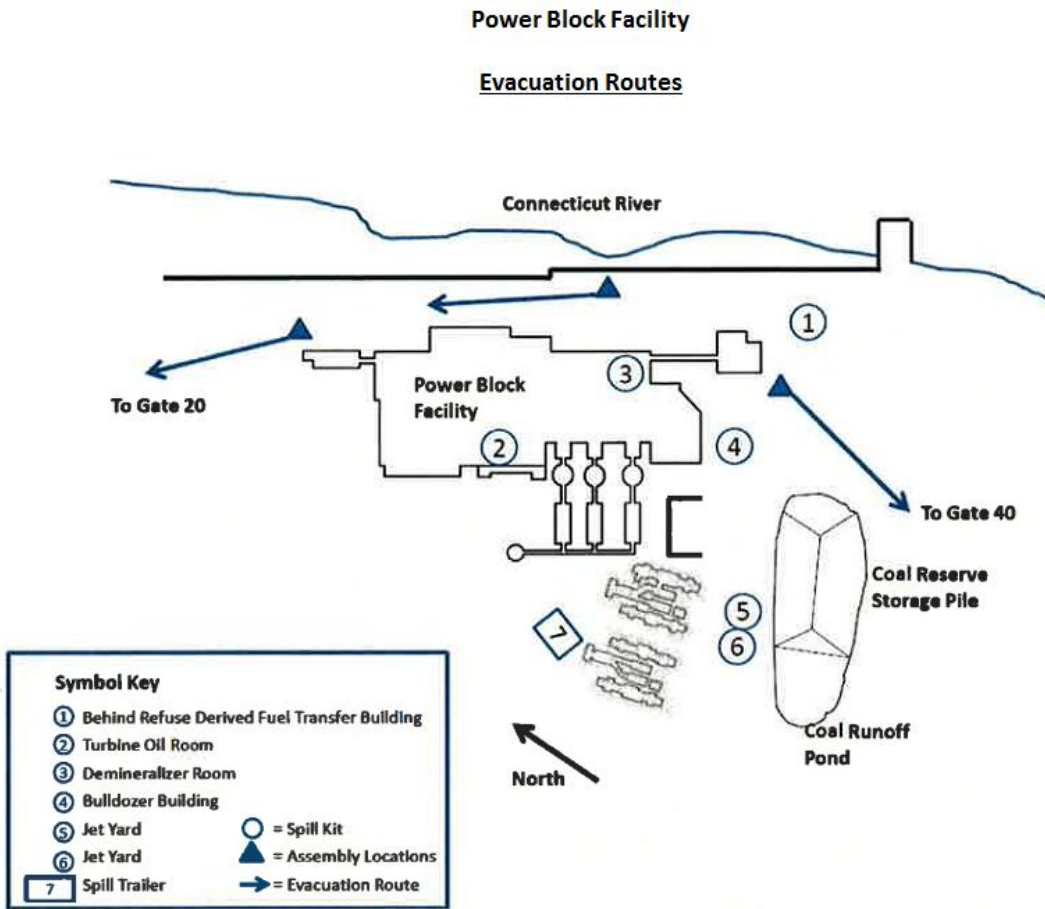 Power Block Facility
Evacuation Routes
Connecticut River
1
3
Power Block
Facility
To Gate 20
2
4
To Gate 40
Coal Reserve
Storage Pile
5
6
7
Coal Runoff
Pond
North
Symbol Key
1 Behind Refuse Derived Fuel Transfer Building
2 Turbine Oil Room
3 Demineralizer Room
4 Bulldozer Building
5 Jet Yard
= Spill Kit
6 Jet Yard
= Assembly Locations
7 Spill Trailer
= Evacuation Route